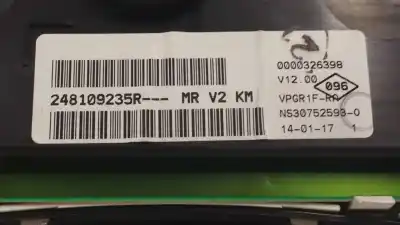 248109235R--- MR V2 KM
0000326398
V12.00
096
VPGR1F-RA
NS30752593-0
14-01-17 1